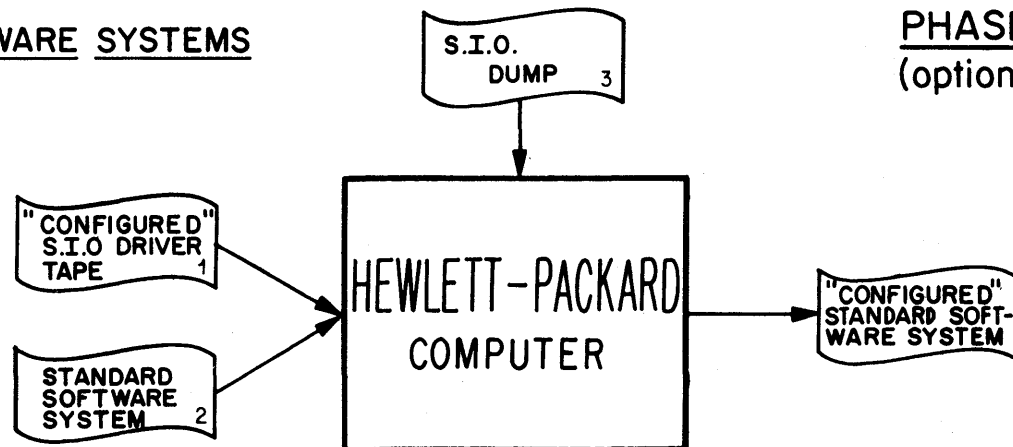 WARE SYSTEMS
PHASE
(option
S.I.O.
DUMP 3
"CONFIGURED"
S.I.O DRIVER
TAPE 1
STANDARD
SOFTWARE
SYSTEM 2
HEWLETT-PACKARD
COMPUTER
"CONFIGURED"
STANDARD SOFT-
WARE SYSTEM